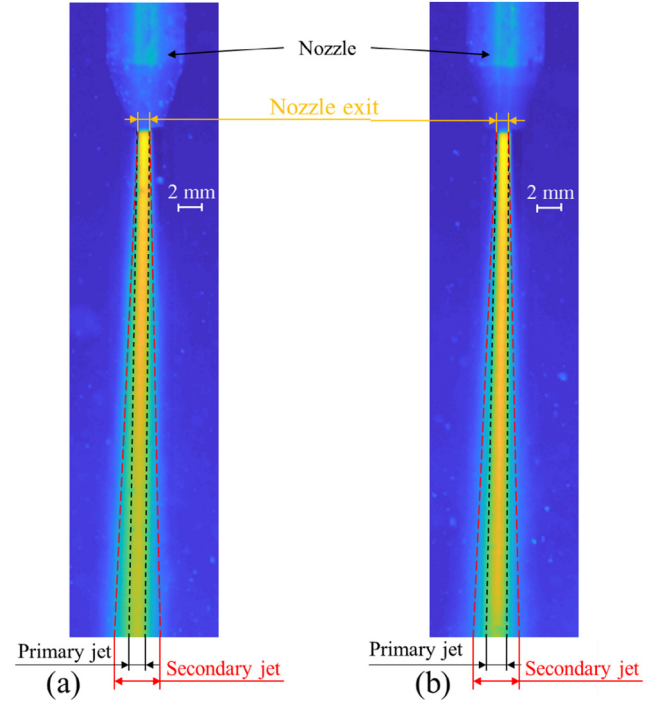 Nozzle
Nozzle exit
2 mm
2 mm
Primary jet
Primary jet
Secondary jet
Secondary jet
(a)
(b)